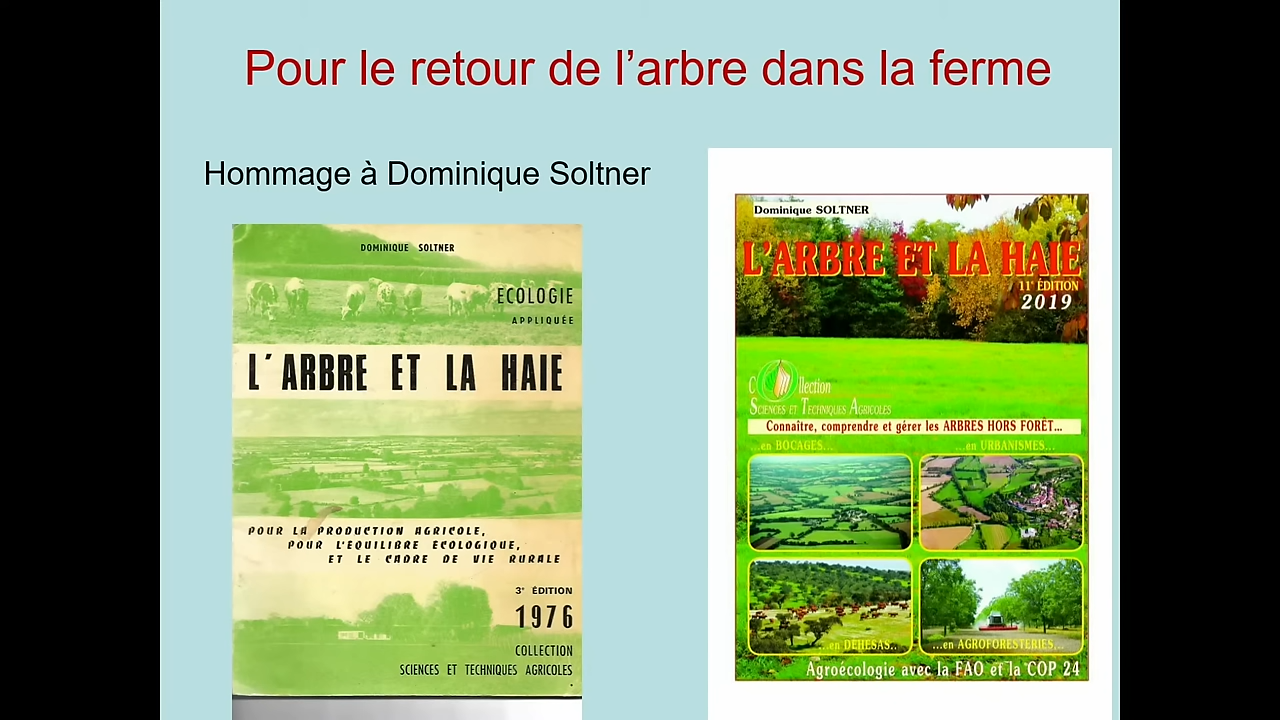 Pour le retour de l’arbre dans la ferme
Hommage à Dominique Soltner
DOMINIQUE SOLTNER
ECOLOGIE
APPLIQUÉE
L'ARBRE ET LA HAIE
POUR LA PRODUCTION AGRICOLE,
POUR L'EQUILIBRE ÉCOLOGIQUE,
ET LE CADRE DE VIE RURALE
3e ÉDITION
1976
COLLECTION
SCIENCES ET TECHNIQUES AGRICOLES
Dominique SOLTNER
L'ARBRE ET LA HAIE
11e ÉDITION
2019
Collection
SCIENCES ET TECHNIQUES AGRICOLES
Connaître, comprendre et gérer les ARBRES HORS FORÊT...
...en BOCAGES... ...en URBANISMES...
...en DEHESAS.. ...en AGROFORESTERIES...
Agroécologie avec la FAO et la COP 24